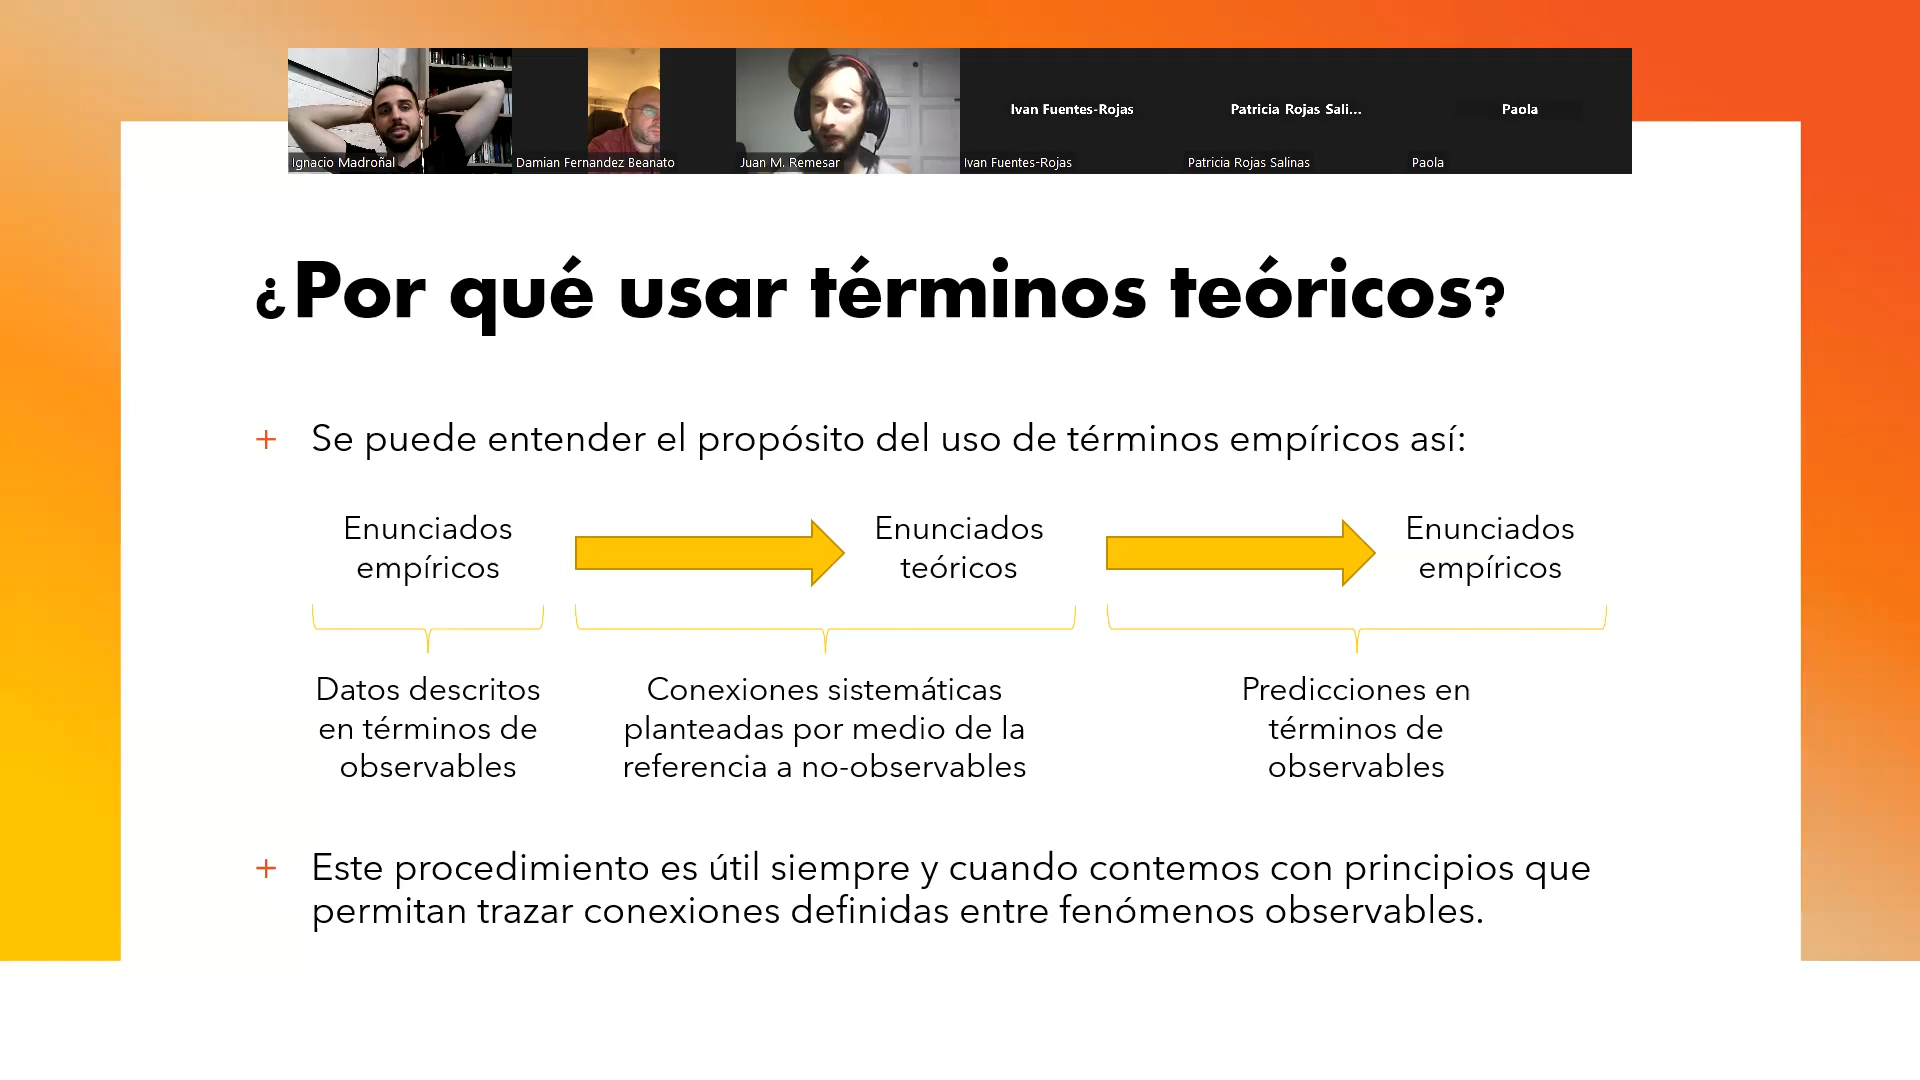 Ivan Fuentes-Rojas
Patricia Rojas Sali...
Paola
Ignacio Madroñal
Damian Fernandez Beanato
Juan M. Remesar
Ivan Fuentes-Rojas
Patricia Rojas Salinas
Paola
¿Por qué usar términos teóricos?
+ Se puede entender el propósito del uso de términos empíricos así:
Enunciados
empíricos
Enunciados
teóricos
Enunciados
empíricos
Datos descritos
en términos de
observables
Conexiones sistemáticas
planteadas por medio de la
referencia a no-observables
Predicciones en
términos de
observables
+ Este procedimiento es útil siempre y cuando contemos con principios que
permitan trazar conexiones definidas entre fenómenos observables.